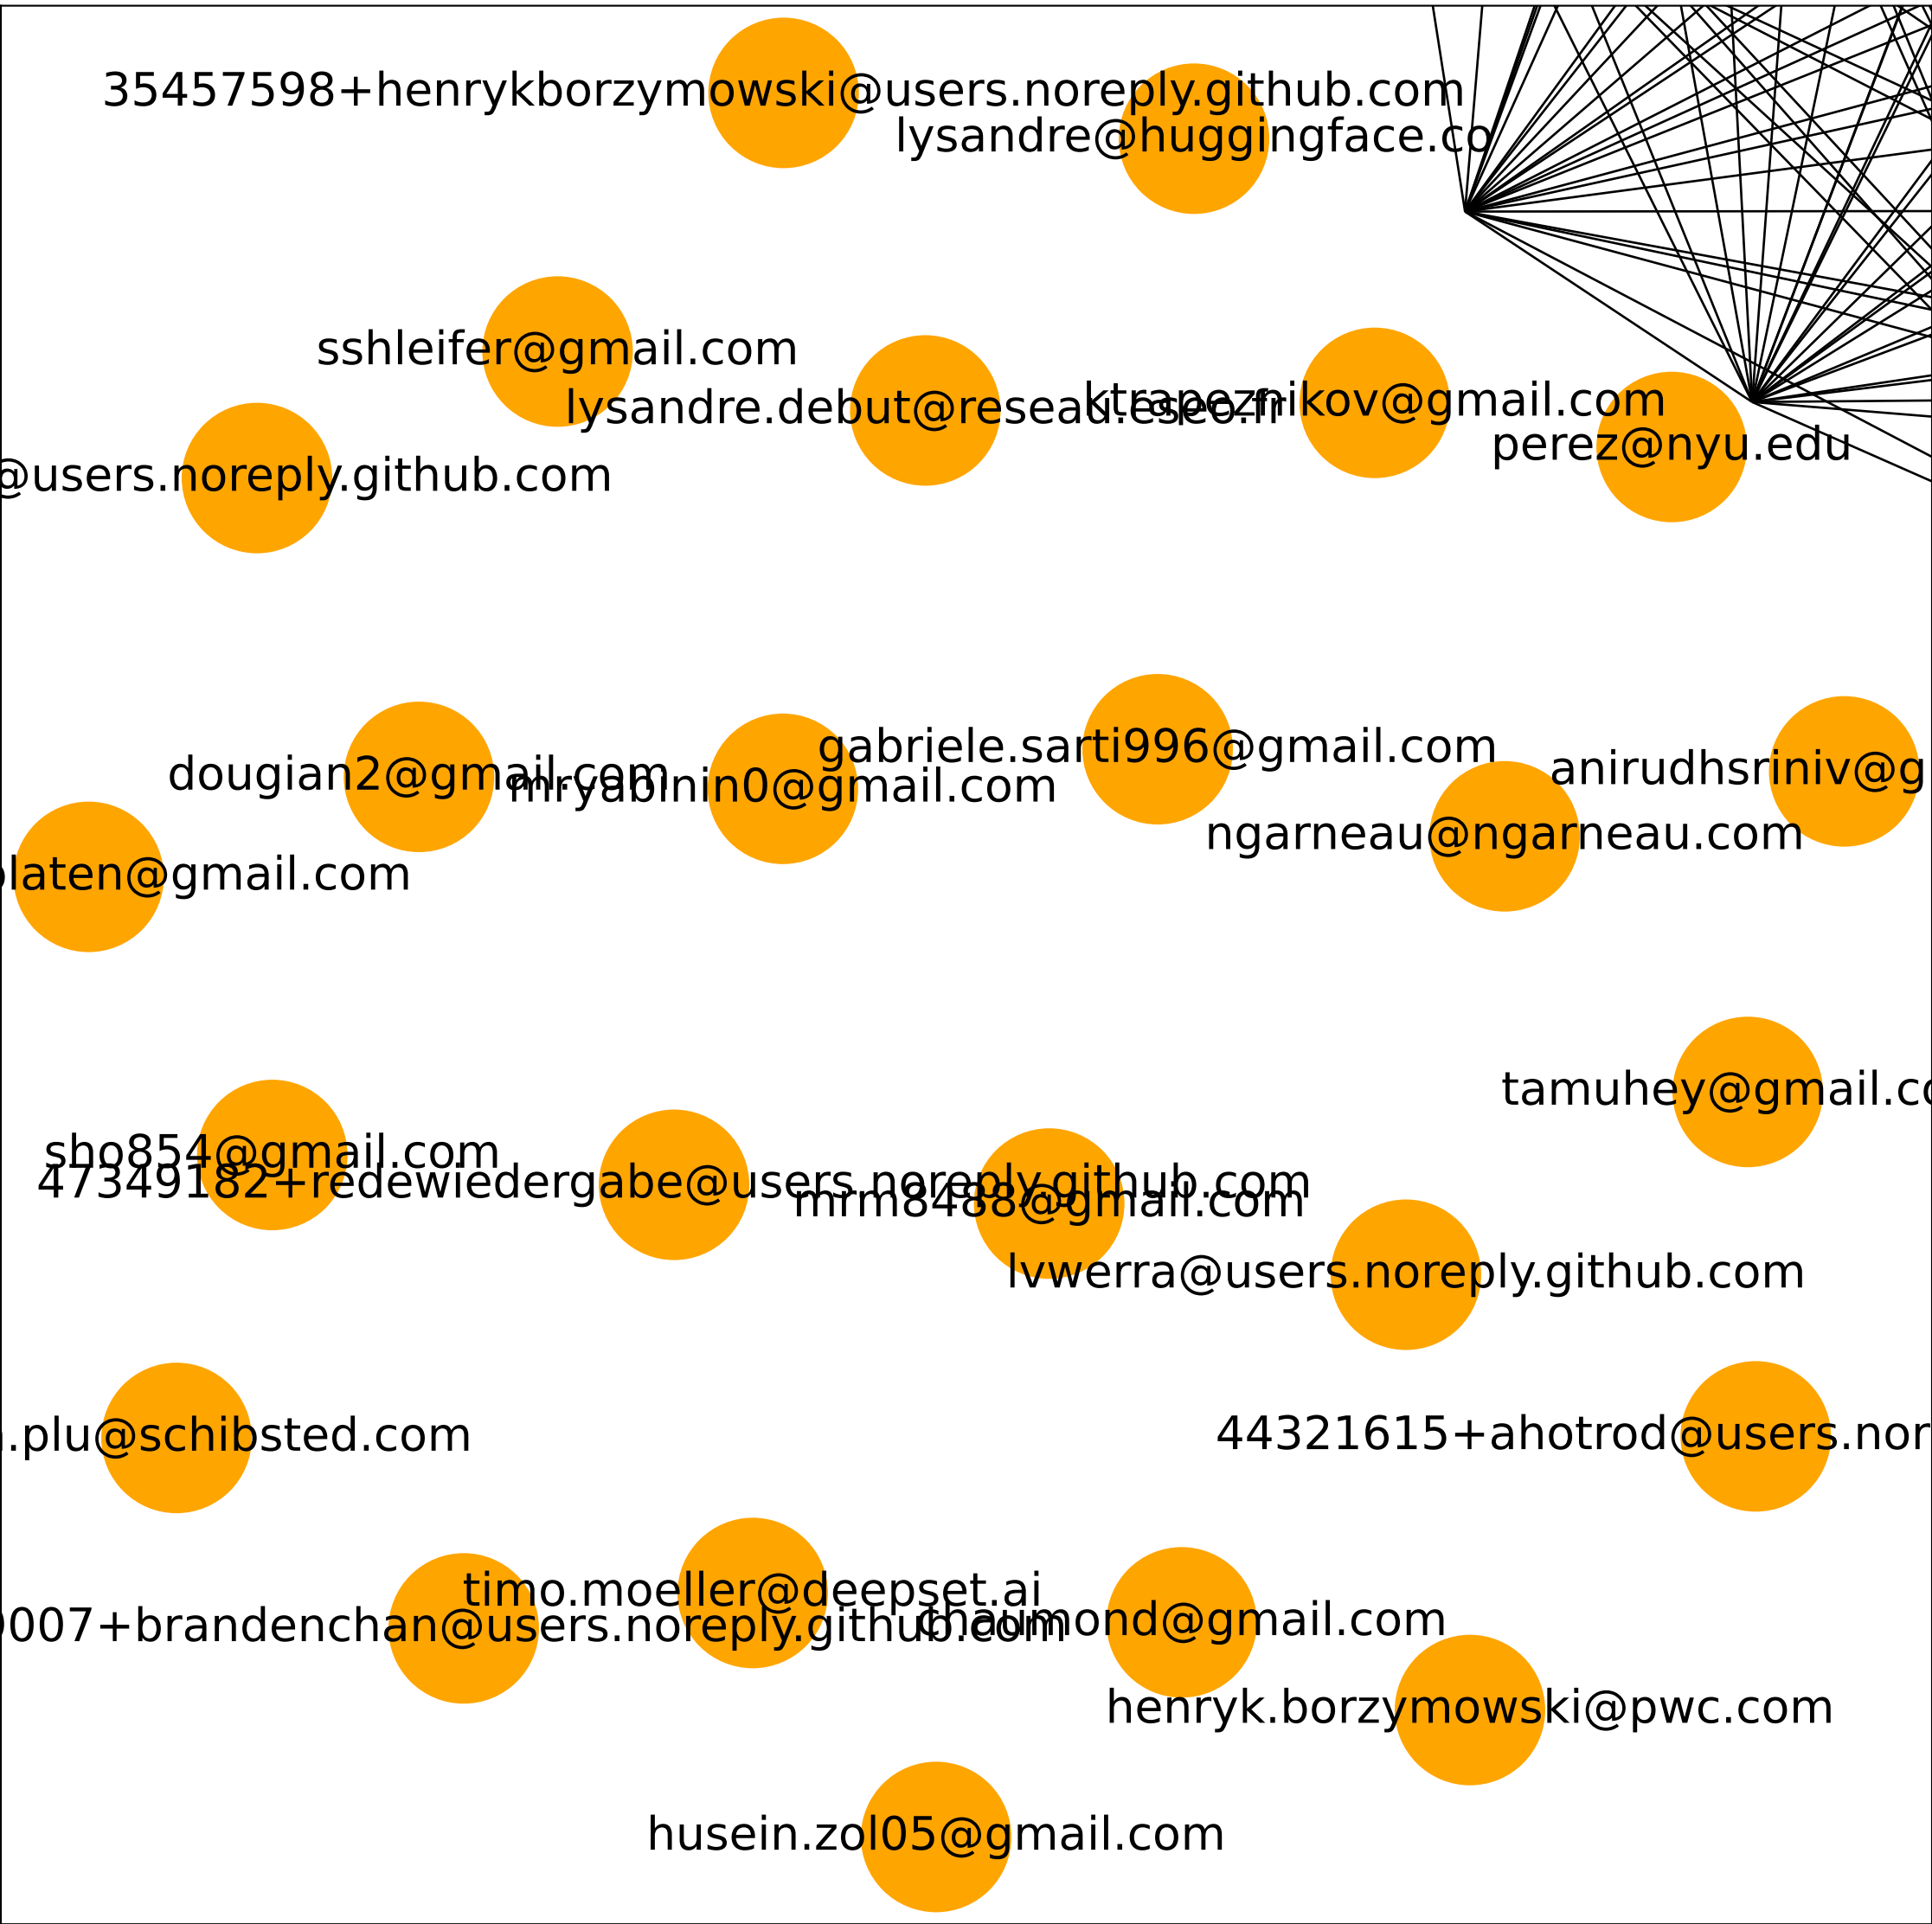 35457598+henrykborzymowski@users.noreply.github.com
lysandre@huggingface.co
sshleifer@gmail.com
lysandre.debut@reseau.eseo.fr
ktrapeznikov@gmail.com
perez@nyu.edu
@users.noreply.github.com
gabriele.sarti996@gmail.com
dougian2@gmail.com
mryabinin0@gmail.com
anirudhsriniv@g
ngarneau@ngarneau.com
platen@gmail.com
tamuhey@gmail.co
sho854@gmail.com
47349182+redewiedergabe@users.noreply.github.com
mrm8488@gmail.com
lvwerra@users.noreply.github.com
.plu@schibsted.com
44321615+ahotrod@users.nor
timo.moeller@deepset.ai
007+brandenchan@users.noreply.github.com
chaumond@gmail.com
henryk.borzymowski@pwc.com
husein.zol05@gmail.com